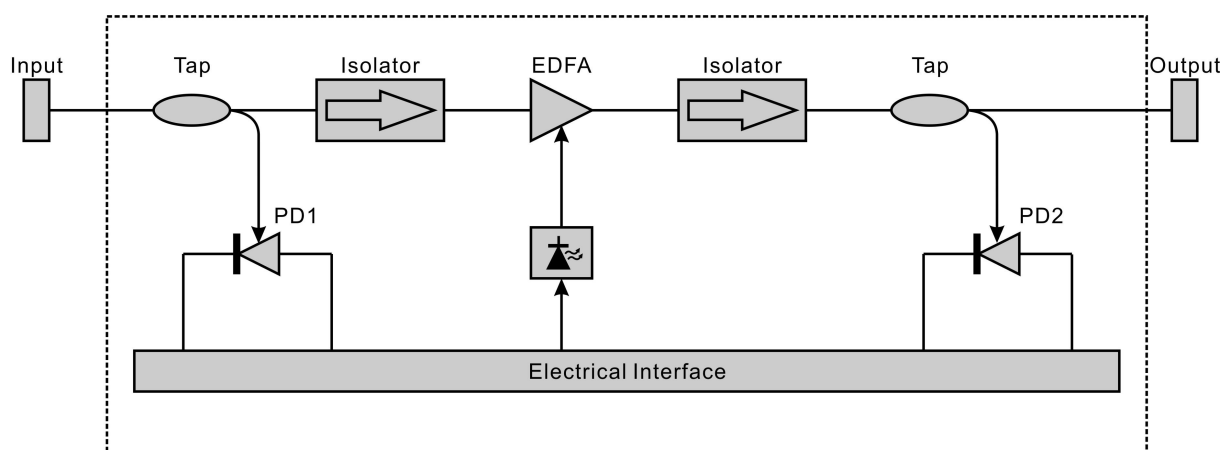 Input
Tap
Isolator
EDFA
Isolator
Tap
Output
PD1
PD2
Electrical Interface